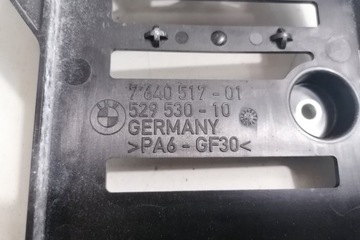 7 640 517 - 01
529 530 - 10
GERMANY
>PA6 - GF30<